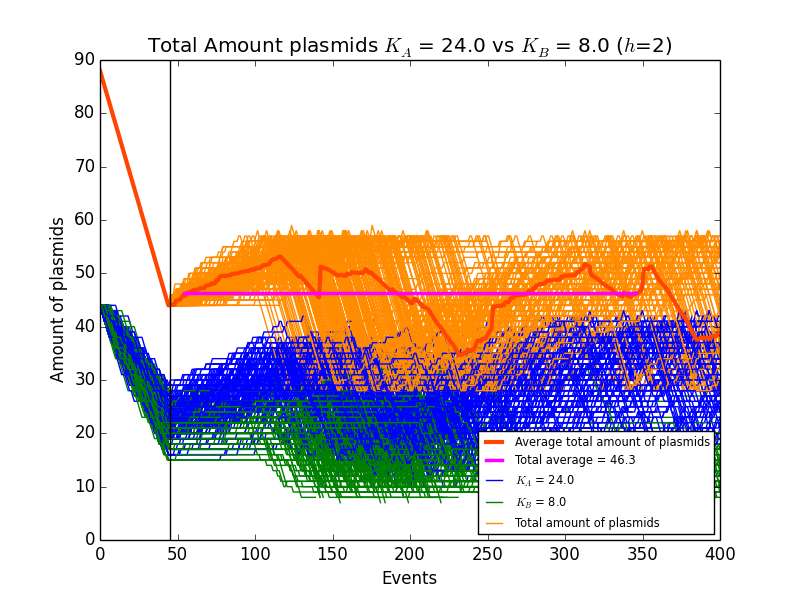 Total Amount plasmids K_A = 24.0 vs K_B = 8.0 (h=2)
90
80
70
60
50
40
30
20
10
0
Amount of plasmids
0 50 100 150 200 250 300 350 400
Events
Average total amount of plasmids
Total average = 46.3
K_A = 24.0
K_B = 8.0
Total amount of plasmids